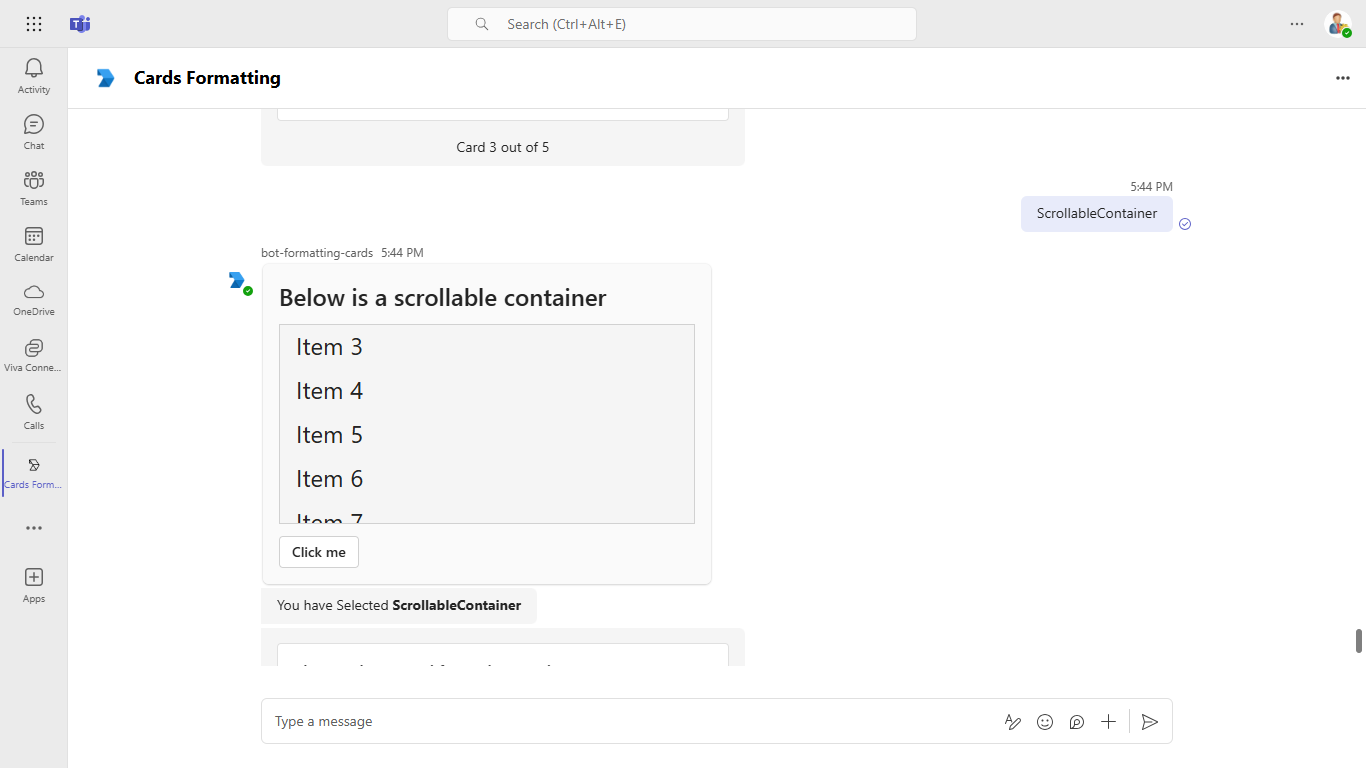 Search (Ctrl+Alt+E)
Activity
Chat
Teams
Calendar
OneDrive
Viva Conne...
Calls
Cards Form...
Apps
Cards Formatting
Card 3 out of 5
5:44 PM
ScrollableContainer
bot-formatting-cards 5:44 PM
Below is a scrollable container
Item 3
Item 4
Item 5
Item 6
Item 7
Click me
You have Selected ScrollableContainer
Type a message